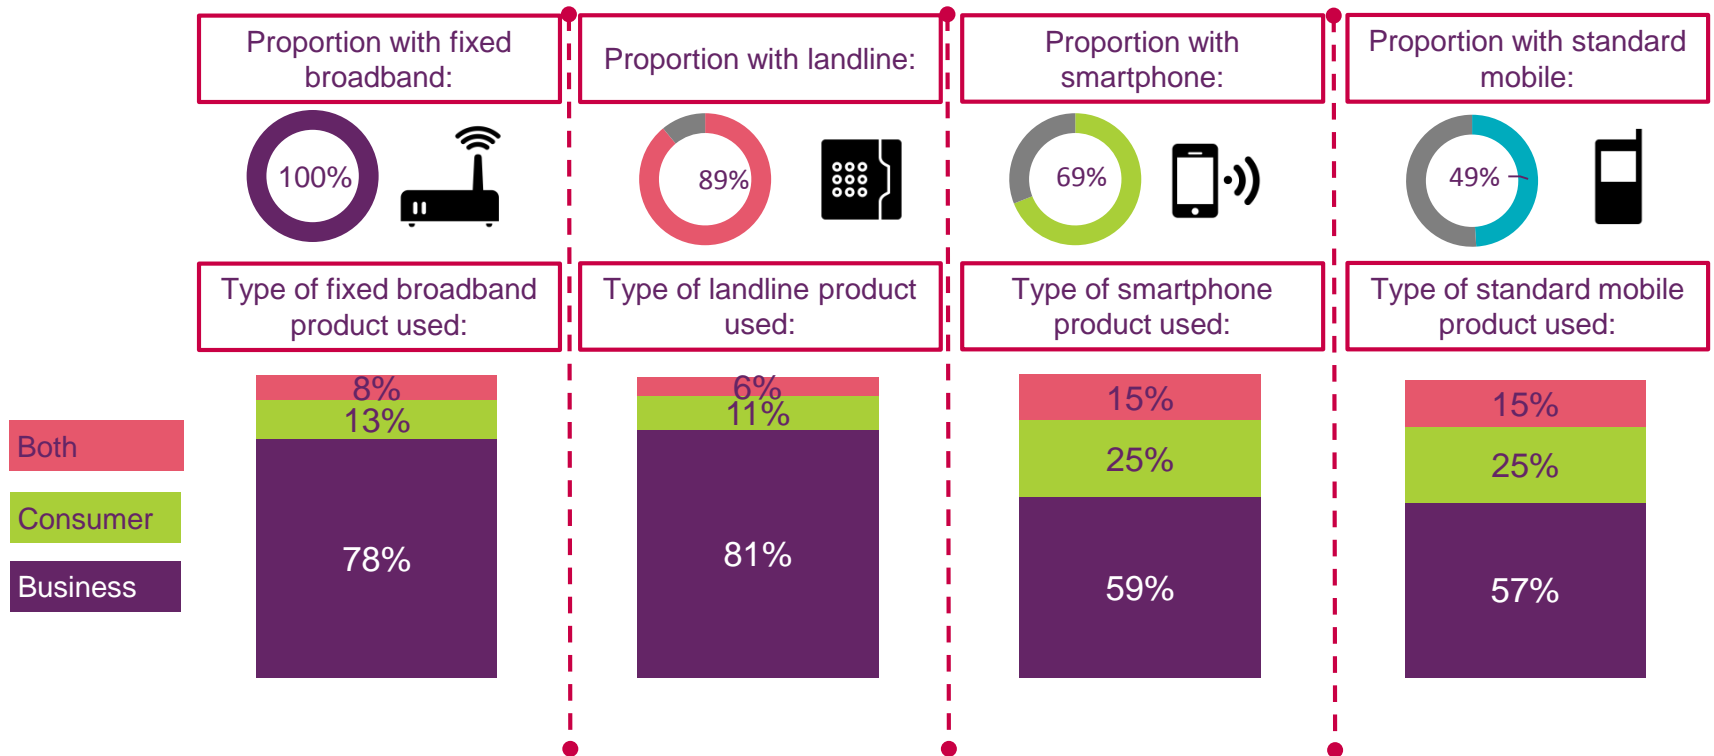 Proportion with fixed
broadband:
Proportion with landline:
Proportion with
smartphone:
Proportion with standard
mobile:
100%
89%
69%
49%
Type of fixed broadband
product used:
Type of landline product
used:
Type of smartphone
product used:
Type of standard mobile
product used:
Both
Consumer
Business
8%
13%
78%
6%
11%
81%
15%
25%
59%
15%
25%
57%